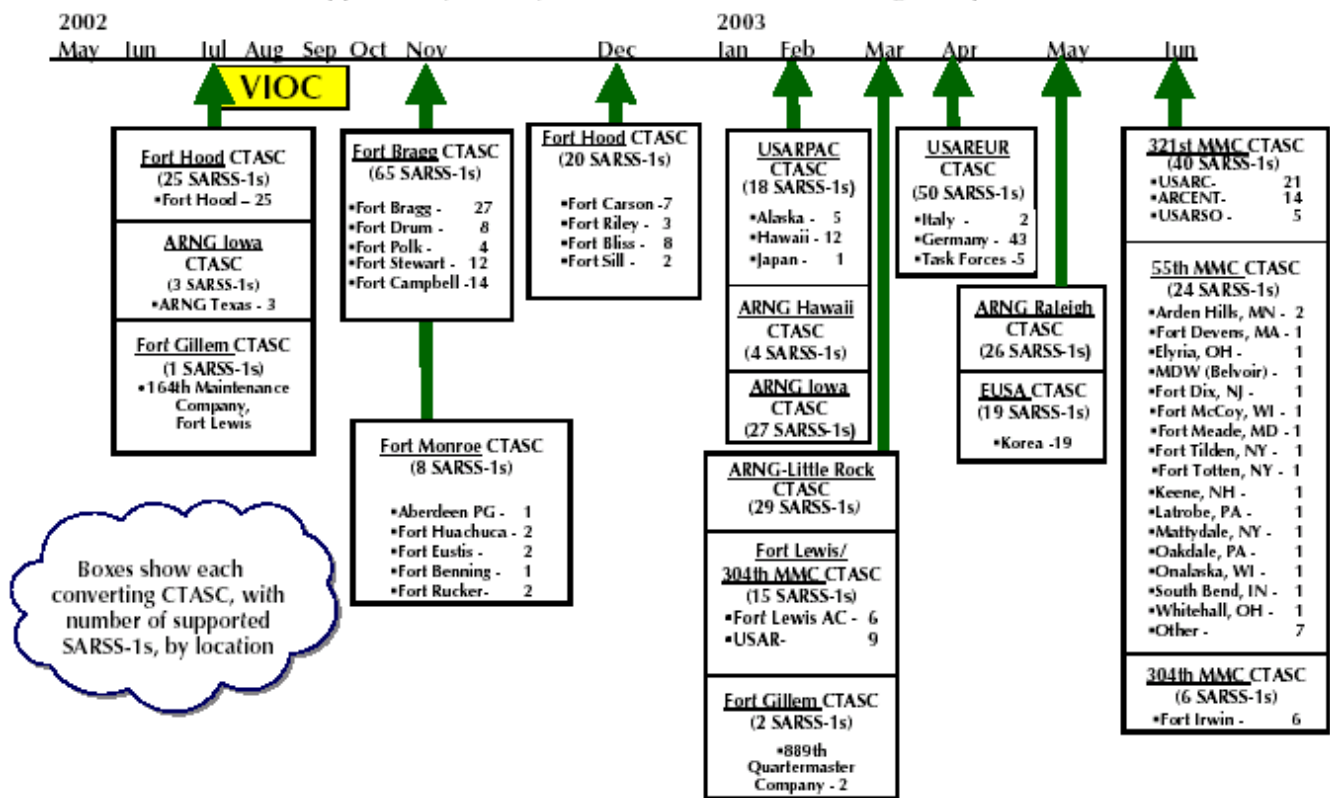 2002
2003
May Jun Jul Aug Sep Oct Nov Dec Jan Feb Mar Apr May Jun
VIOC
Fort Hood CTASC
(25 SARSS-1s)
▪Fort Hood – 25
ARNG Iowa
CTASC
(3 SARSS-1s)
▪ARNG Texas - 3
Fort Gillem CTASC
(1 SARSS-1s)
▪164th Maintenance
Company,
Fort Lewis
Fort Bragg CTASC
(65 SARSS-1s)
▪Fort Bragg - 27
▪Fort Drum - 8
▪Fort Polk - 4
▪Fort Stewart - 12
▪Fort Campbell -14
Fort Monroe CTASC
(8 SARSS-1s)
▪Aberdeen PG - 1
▪Fort Huachuca - 2
▪Fort Eustis - 2
▪Fort Benning - 1
▪Fort Rucker- 2
Fort Hood CTASC
(20 SARSS-1s)
▪Fort Carson -7
▪Fort Riley - 3
▪Fort Bliss - 8
▪Fort Sill - 2
USARPAC
CTASC
(18 SARSS-1s)
▪Alaska - 5
▪Hawaii - 12
▪Japan - 1
ARNG Hawaii
CTASC
(4 SARSS-1s)
ARNG Iowa
CTASC
(27 SARSS-1s)
ARNG-Little Rock
CTASC
(29 SARSS-1s)
Fort Lewis/
304th MMC CTASC
(15 SARSS-1s)
▪Fort Lewis AC - 6
▪USAR- 9
Fort Gillem CTASC
(2 SARSS-1s)
▪889th
Quartermaster
Company - 2
USAREUR
CTASC
(50 SARSS-1s)
▪Italy - 2
▪Germany - 43
▪Task Forces -5
ARNG Raleigh
CTASC
(26 SARSS-1s)
EUSA CTASC
(19 SARSS-1s)
▪Korea -19
321st MMC CTASC
(40 SARSS-1s)
▪USARC- 21
▪ARCENT- 14
▪USARSO - 5
55th MMC CTASC
(24 SARSS-1s)
▪Arden Hills, MN - 2
▪Fort Devens, MA - 1
▪Elyria, OH - 1
▪MDW (Belvoir) - 1
▪Fort Dix, NJ - 1
▪Fort McCoy, WI - 1
▪Fort Meade, MD - 1
▪Fort Tilden, NY - 1
▪Fort Totten, NY - 1
▪Keene, NH - 1
▪Latrobe, PA - 1
▪Mattydale, NY - 1
▪Oakdale, PA - 1
▪Onalaska, WI - 1
▪South Bend, IN - 1
▪Whitehall, OH - 1
▪Other - 7
304th MMC CTASC
(6 SARSS-1s)
▪Fort Irwin - 6
Boxes show each
converting CTASC, with
number of supported
SARSS-1s, by location